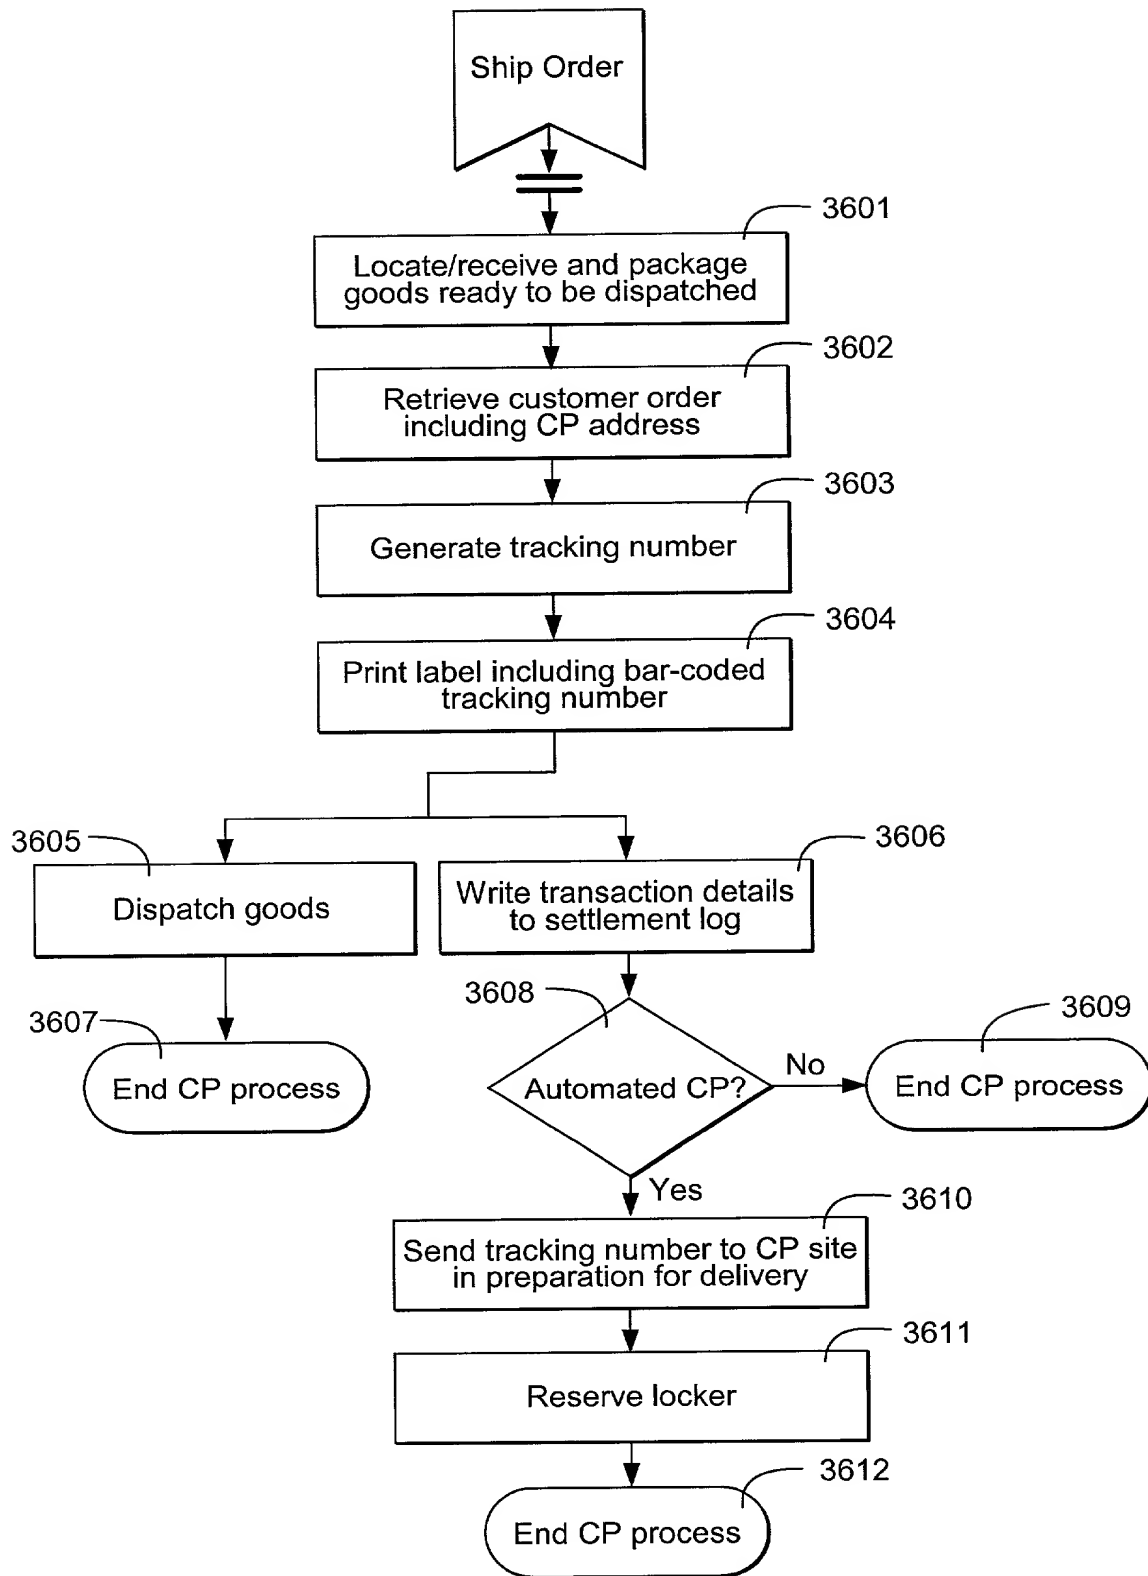 Ship Order
3601
Locate/receive and package
goods ready to be dispatched
3602
Retrieve customer order
including CP address
3603
Generate tracking number
3604
Print label including bar-coded
tracking number
3605
Dispatch goods
3606
Write transaction details
to settlement log
3607
End CP process
3608
Automated CP?
No
3609
End CP process
Yes
3610
Send tracking number to CP site
in preparation for delivery
3611
Reserve locker
3612
End CP process